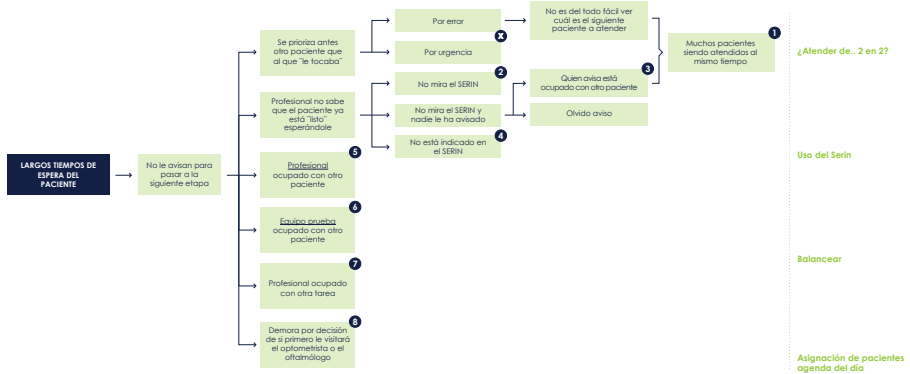 LARGOS TIEMPOS DE
ESPERA DEL
PACIENTE
No le avisan para
pasar a la
siguiente etapa
Se prioriza antes
otro paciente que
al que ¨le tocaba¨
Por error
No es del todo fácil ver
cuál es el siguiente
paciente a atender
1
Muchos pacientes
siendo atendidos al
mismo tiempo
X
Por urgencia
Profesional no sabe
que el paciente ya
está ¨listo¨
esperándole
2
No mira el SERIN
No mira el SERIN y
nadie le ha avisado
3
Quien avisa está
ocupado con otro paciente
Olvido aviso
4
No está indicado en
el SERIN
5
Profesional
ocupado con otro
paciente
6
Equipo prueba
ocupado con otro
paciente
7
Profesional ocupado
con otra tarea
8
Demora por decisión
de si primero le visitará
el optometrista o el
oftalmólogo
¿Atender de.. 2 en 2?
Uso del Serin
Balancear
Asignación de pacientes
agenda del día